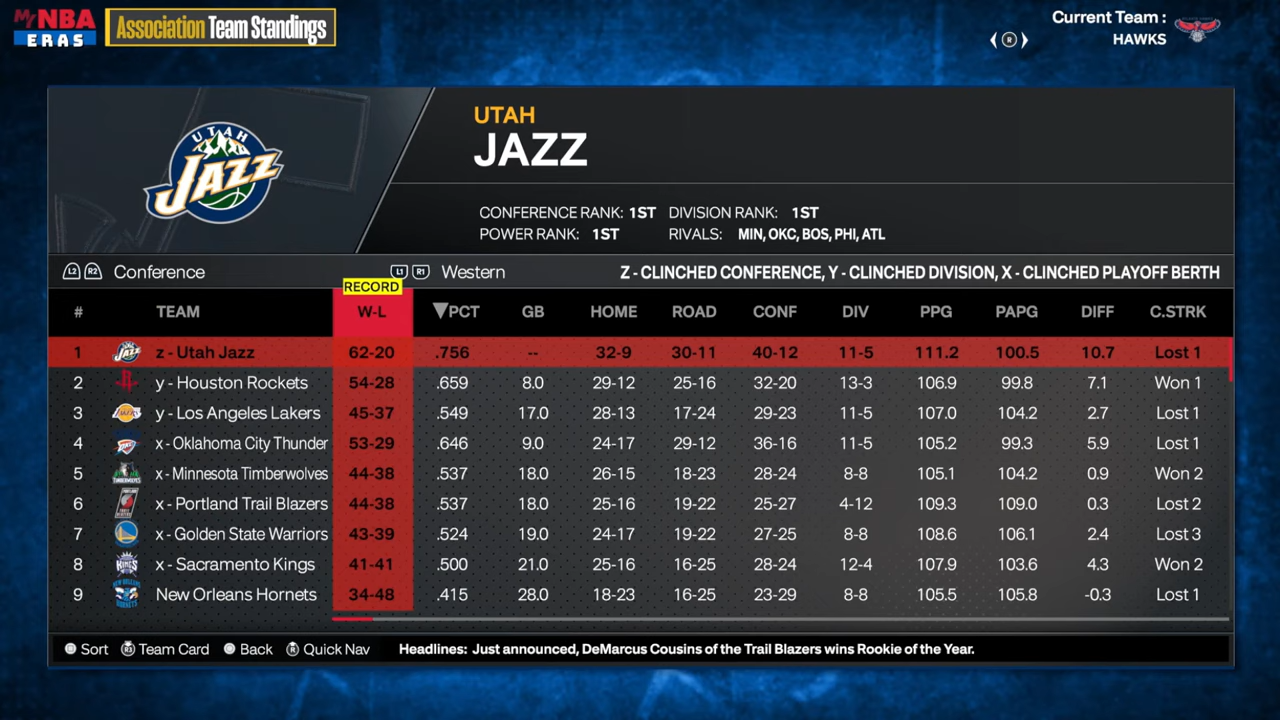 MyNBA
ERAS
Association Team Standings
Current Team :
HAWKS
R
UTAH
JAZZ
UTAH
JAZZ
CONFERENCE RANK: 1ST DIVISION RANK: 1ST
POWER RANK: 1ST RIVALS: MIN, OKC, BOS, PHI, ATL
L2 R2 Conference L1 R1 Western Z - CLINCHED CONFERENCE, Y - CLINCHED DIVISION, X - CLINCHED PLAYOFF BERTH
RECORD
# TEAM W-L PCT GB HOME ROAD CONF DIV PPG PAPG DIFF C.STRK
1 z - Utah Jazz 62-20 .756 -- 32-9 30-11 40-12 11-5 111.2 100.5 10.7 Lost 1
2 y - Houston Rockets 54-28 .659 8.0 29-12 25-16 32-20 13-3 106.9 99.8 7.1 Won 1
3 y - Los Angeles Lakers 45-37 .549 17.0 28-13 17-24 29-23 11-5 107.0 104.2 2.7 Lost 1
4 x - Oklahoma City Thunder 53-29 .646 9.0 24-17 29-12 36-16 11-5 105.2 99.3 5.9 Lost 1
5 x - Minnesota Timberwolves 44-38 .537 18.0 26-15 18-23 28-24 8-8 105.1 104.2 0.9 Won 2
6 x - Portland Trail Blazers 44-38 .537 18.0 25-16 19-22 25-27 4-12 109.3 109.0 0.3 Lost 2
7 x - Golden State Warriors 43-39 .524 19.0 24-17 19-22 27-25 8-8 108.6 106.1 2.4 Lost 3
8 x - Sacramento Kings 41-41 .500 21.0 25-16 16-25 28-24 12-4 107.9 103.6 4.3 Won 2
9 New Orleans Hornets 34-48 .415 28.0 18-23 16-25 23-29 8-8 105.5 105.8 -0.3 Lost 1
Sort R3 Team Card Back R Quick Nav Headlines: Just announced, DeMarcus Cousins of the Trail Blazers wins Rookie of the Year.